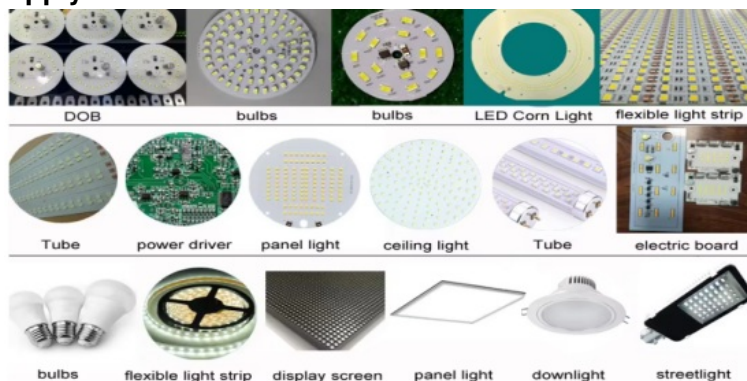 DOB bulbs bulbs LED Corn Light flexible light strip
Tube power driver panel light ceiling light Tube electric board
bulbs flexible light strip display screen panel light downlight streetlight